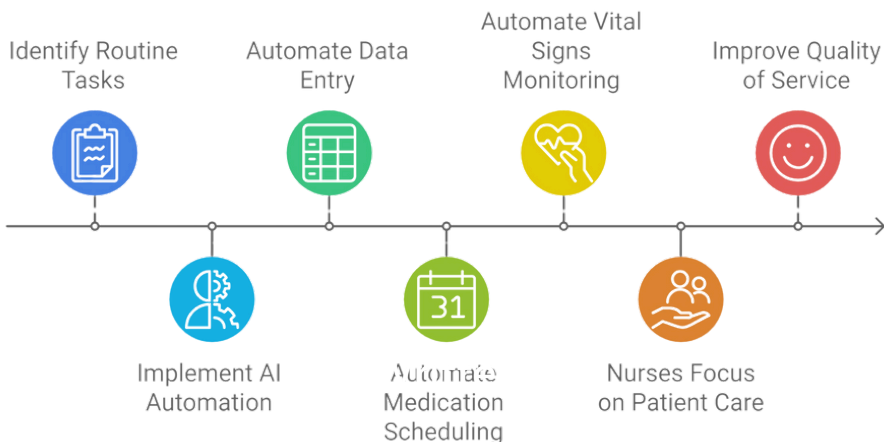 Identify Routine
Tasks
Implement AI
Automation
Automate Data
Entry
31
Automate
Medication
Scheduling
Automate Vital
Signs
Monitoring
Nurses Focus
on Patient Care
Improve Quality
of Service